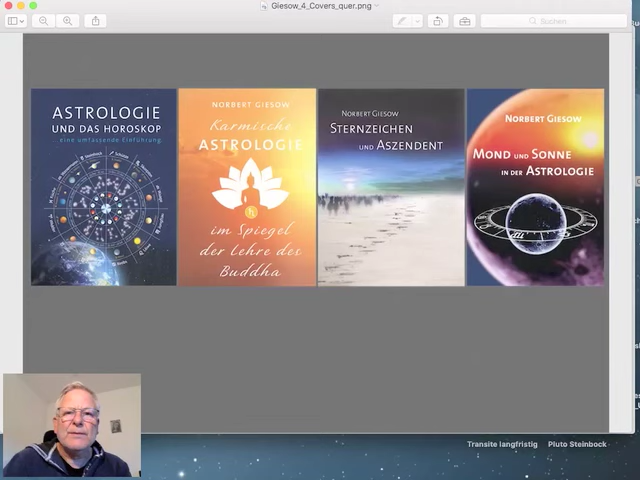 Giesow_4_Covers_quer.png
Suchen
ASTROLOGIE
UND DAS HOROSKOP
...eine umfassende Einführung
NORBERT GIESOW
Karmische
ASTROLOGIE
im Spiegel
der Lehre des
Buddha
NORBERT GIESOW
STERNZEICHEN
UND ASZENDENT
NORBERT GIESOW
MOND UND SONNE
IN DER ASTROLOGIE
Transite langfristig
Pluto Steinbock